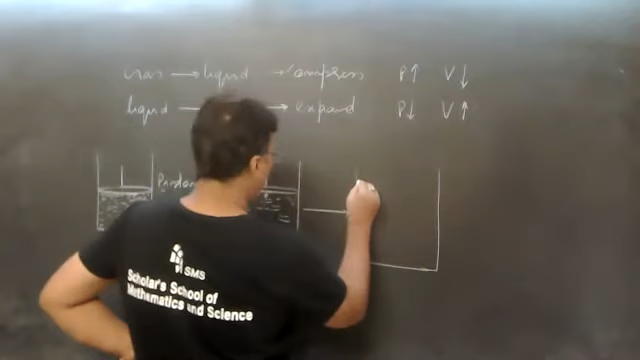 Gas → liquid → Compress P↑ V↓
liquid → expand P↓ V↑
SMS
Scholar's School of
Mathematics and Science